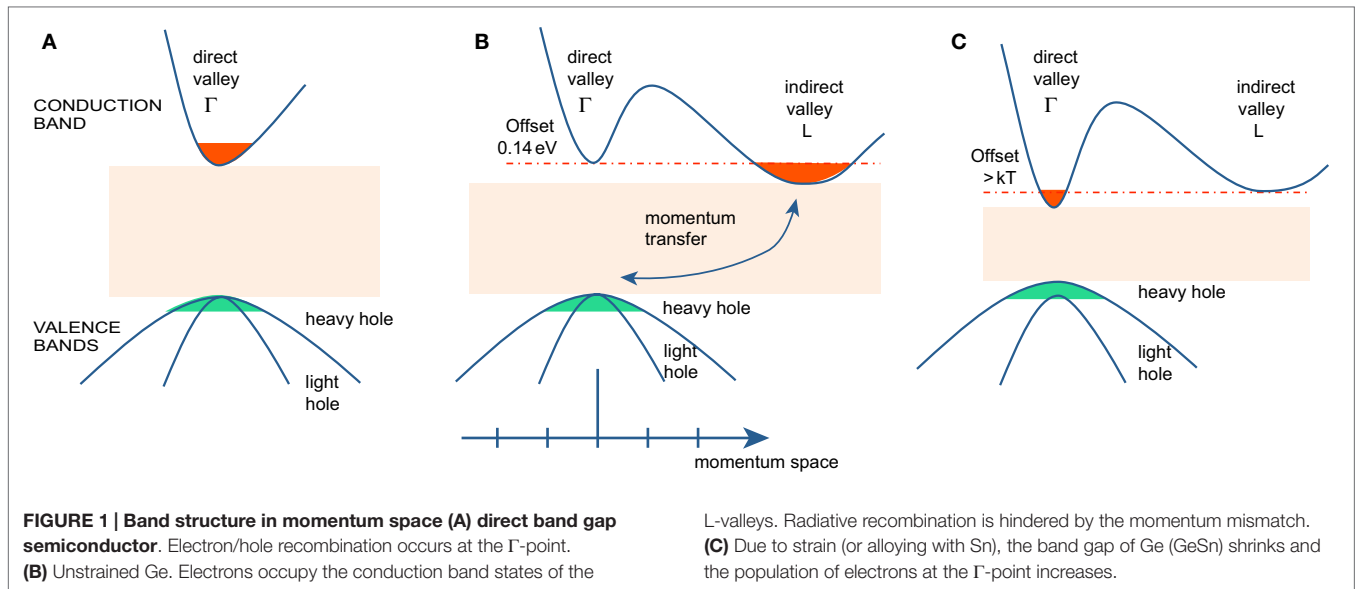 A
direct
valley
Γ
CONDUCTION
BAND
VALENCE
BANDS
heavy hole
light
hole
B
direct
valley
Γ
indirect
valley
L
Offset
0.14 eV
momentum
transfer
heavy hole
light
hole
momentum space
C
direct
valley
Γ
indirect
valley
L
Offset
> kT
heavy hole
light
hole
FIGURE 1 | Band structure in momentum space (A) direct band gap
semiconductor. Electron/hole recombination occurs at the Γ-point.
(B) Unstrained Ge. Electrons occupy the conduction band states of the
L-valleys. Radiative recombination is hindered by the momentum mismatch.
(C) Due to strain (or alloying with Sn), the band gap of Ge (GeSn) shrinks and
the population of electrons at the Γ-point increases.